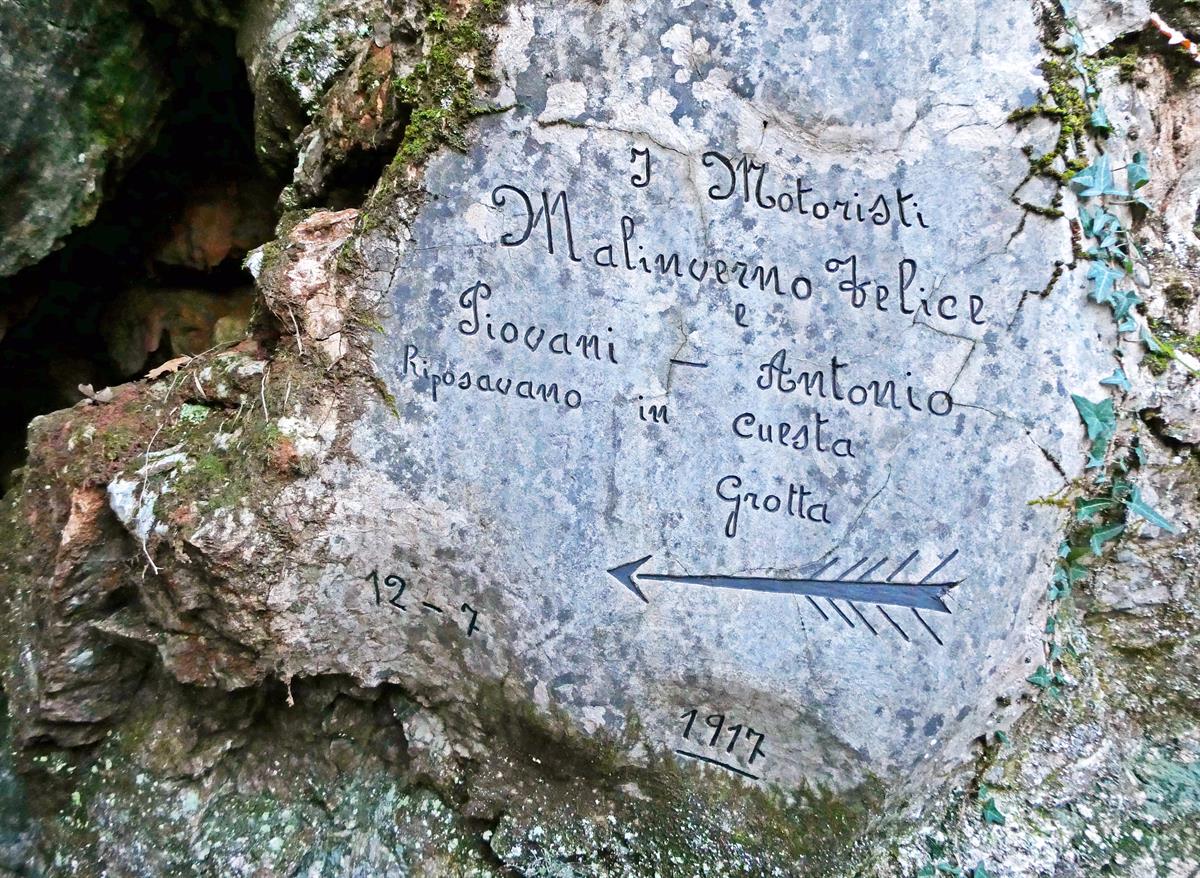 I Motoristi
Malinverno Felice
e
Piovani - Antonio
Riposavano in cuesta
Grotta
12-7
1917